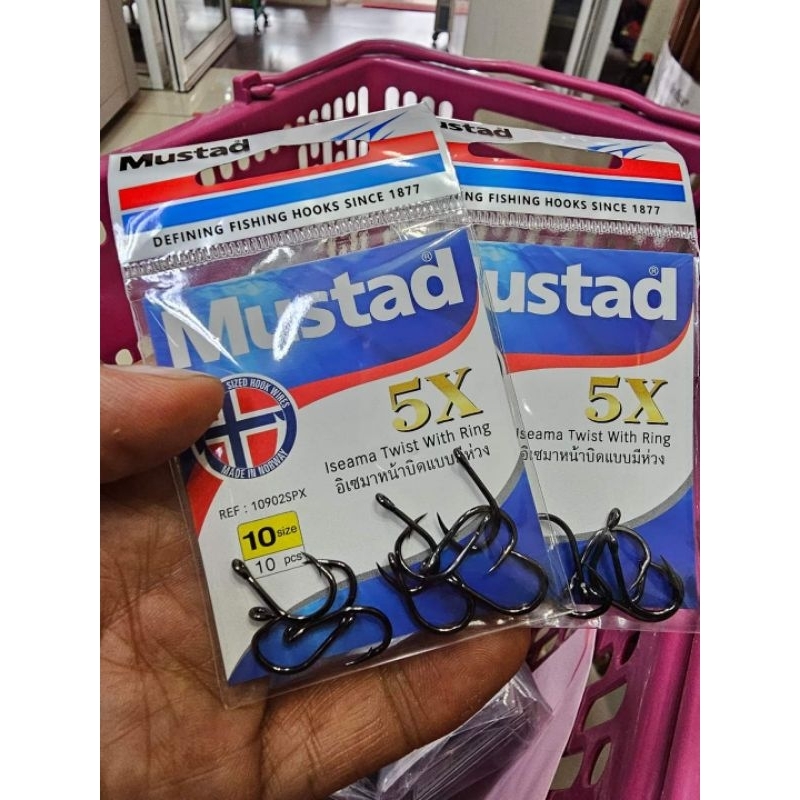 Mustad
DEFINING FISHING HOOKS SINCE 1877
Mustad®
SIZED HOOK WIRES
MADE IN NORWAY
5X
Iseama Twist With Ring
อิเซมาหน้าบิดแบบมีห่วง
REF : 10902SPX
10 size
10 pcs
ustad
FISHING HOOKS SINCE 1877
ustad®
5X
Iseama Twist With Ring
อิเซมาหน้าบิดแบบมีห่วง